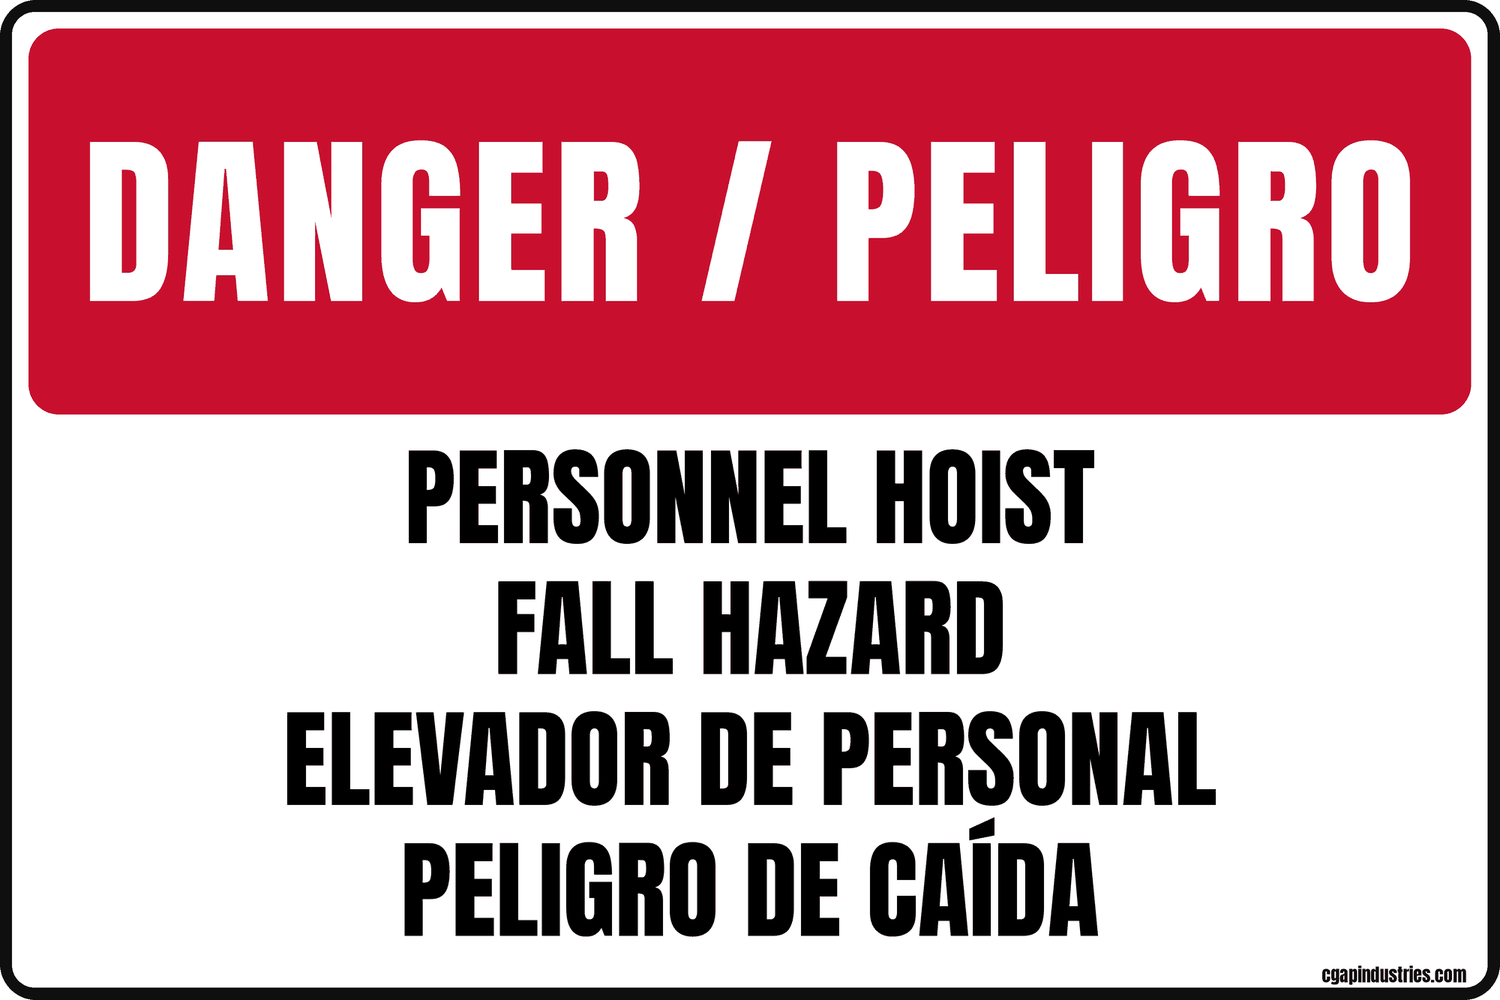 DANGER / PELIGRO
PERSONNEL HOIST
FALL HAZARD
ELEVADOR DE PERSONAL
PELIGRO DE CAÍDA
cgapindustries.com